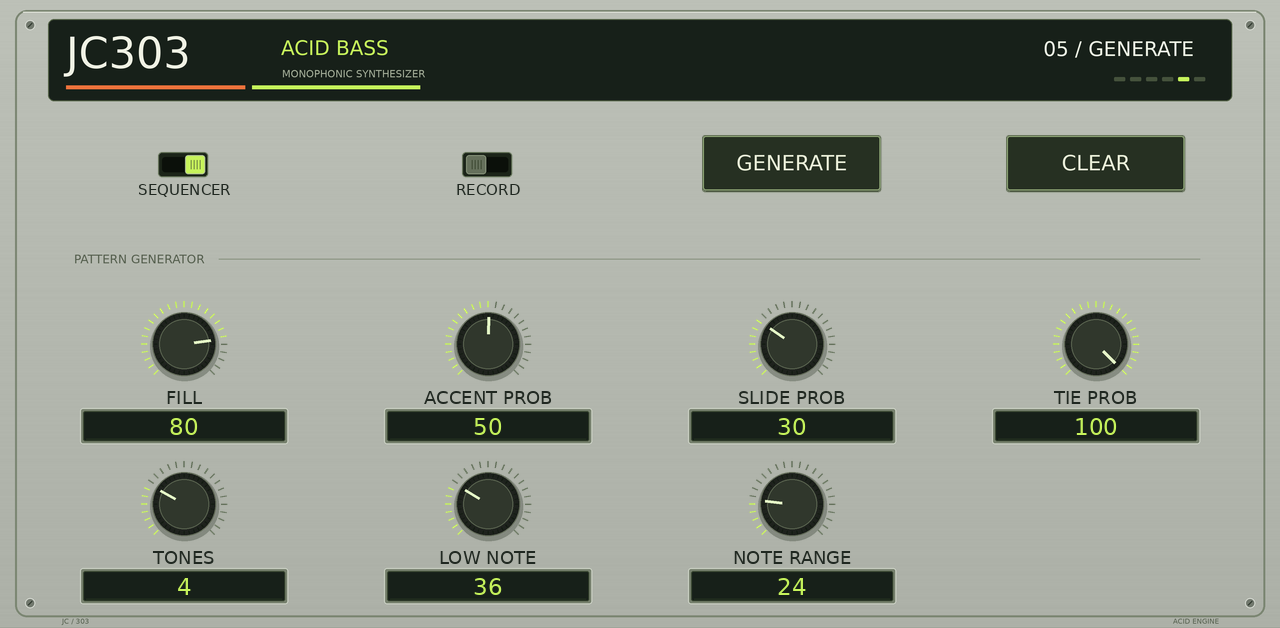 JC303
ACID BASS
MONOPHONIC SYNTHESIZER
05 / GENERATE
SEQUENCER
RECORD
GENERATE
CLEAR
PATTERN GENERATOR
FILL
ACCENT PROB
SLIDE PROB
TIE PROB
80
50
30
100
TONES
LOW NOTE
NOTE RANGE
4
36
24
JC / 303
ACID ENGINE